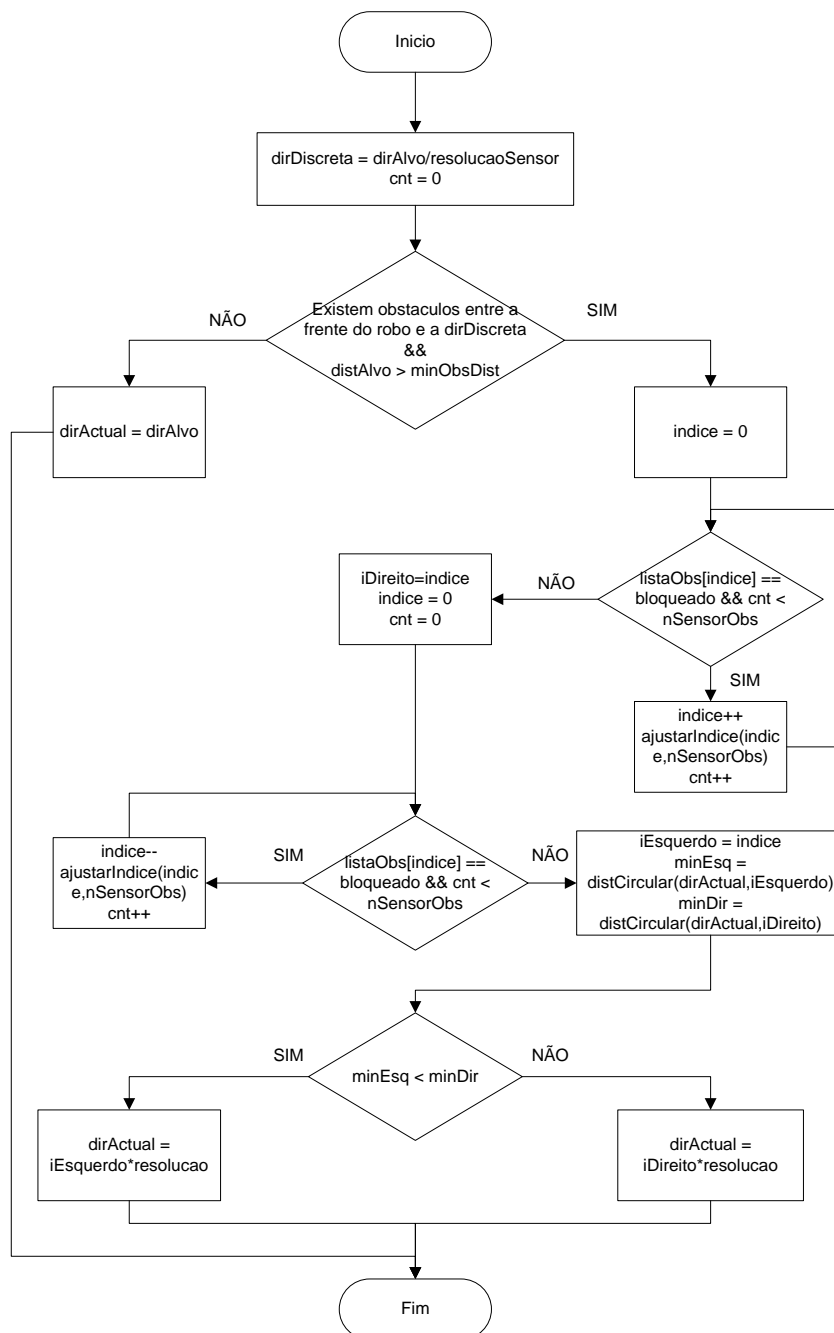 Inicio
dirDiscreta = dirAlvo/resolucaoSensor
cnt = 0
Existem obstaculos entre a
frente do robo e a dirDiscreta
&&
distAlvo > minObsDist
NÃO
SIM
dirActual = dirAlvo
indice = 0
listaObs[indice] ==
bloqueado && cnt <
nSensorObs
NÃO
SIM
iDireito=indice
indice = 0
cnt = 0
indice++
ajustarIndice(indic
e,nSensorObs)
cnt++
listaObs[indice] ==
bloqueado && cnt <
nSensorObs
SIM
NÃO
indice--
ajustarIndice(indic
e,nSensorObs)
cnt++
iEsquerdo = indice
minEsq =
distCircular(dirActual,iEsquerdo)
minDir =
distCircular(dirActual,iDireito)
minEsq < minDir
SIM
NÃO
dirActual =
iEsquerdo*resolucao
dirActual =
iDireito*resolucao
Fim